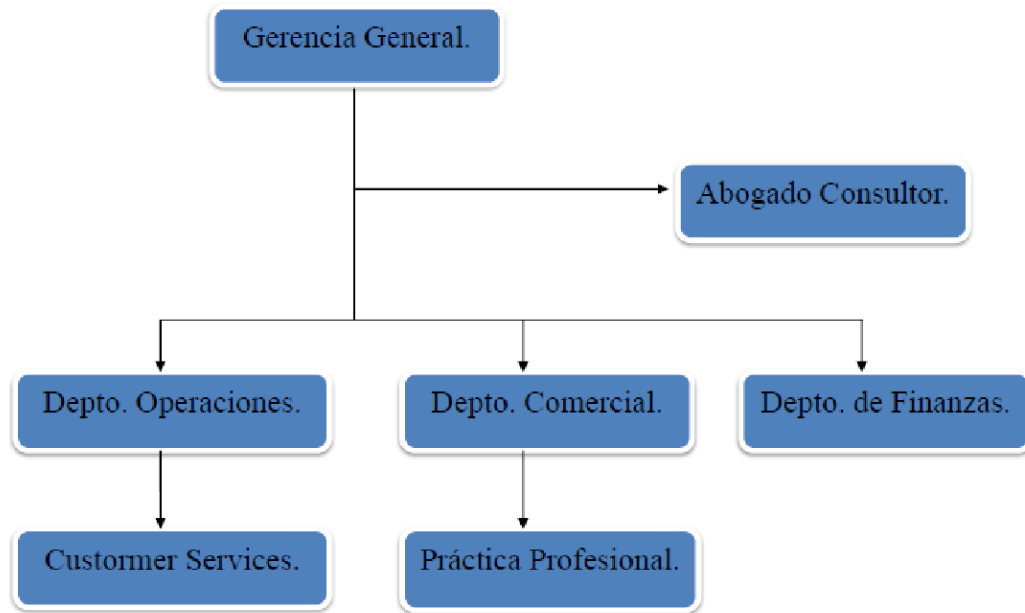 Gerencia General.
Abogado Consultor.
Depto. Operaciones.
Depto. Comercial.
Depto. de Finanzas.
Custormer Services.
Práctica Profesional.